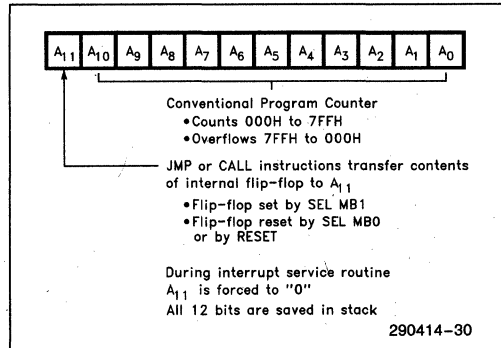 A11 A10 A9 A8 A7 A6 A5 A4 A3 A2 A1 A0
Conventional Program Counter
• Counts 000H to 7FFH
• Overflows 7FFH to 000H
JMP or CALL instructions transfer contents
of internal flip-flop to A11
• Flip-flop set by SEL MB1
• Flip-flop reset by SEL MB0
or by RESET
During interrupt service routine
A11 is forced to "0"
All 12 bits are saved in stack
290414-30